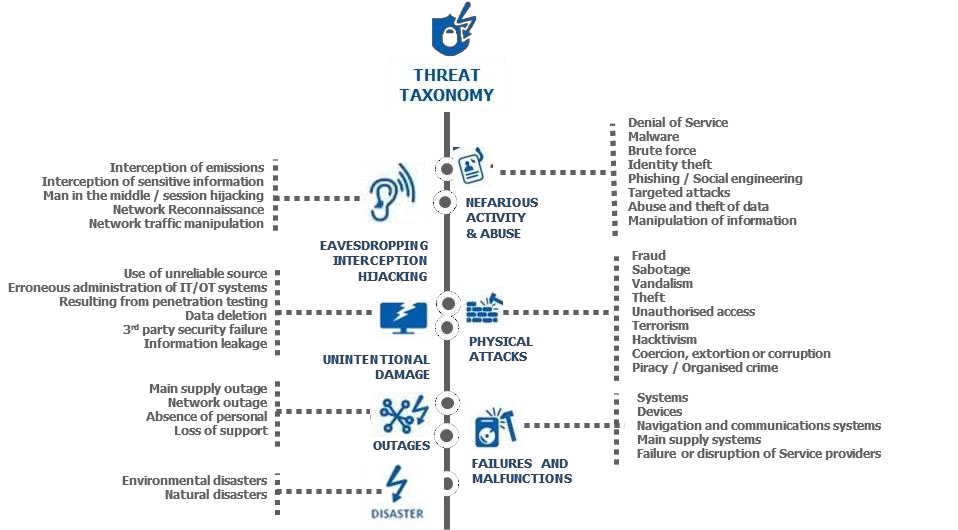 THREAT
TAXONOMY
Denial of Service
Malware
Brute force
Identity theft
Phishing / Social engineering
Targeted attacks
Abuse and theft of data
Manipulation of information
NEFARIOUS
ACTIVITY
& ABUSE
Interception of emissions
Interception of sensitive information
Man in the middle / session hijacking
Network Reconnaissance
Network traffic manipulation
EAVESDROPPING
INTERCEPTION
HIJACKING
Fraud
Sabotage
Vandalism
Theft
Unauthorised access
Terrorism
Hacktivism
Coercion, extortion or corruption
Piracy / Organised crime
PHYSICAL
ATTACKS
Use of unreliable source
Erroneous administration of IT/OT systems
Resulting from penetration testing
Data deletion
3rd party security failure
Information leakage
UNINTENTIONAL
DAMAGE
Main supply outage
Network outage
Absence of personal
Loss of support
OUTAGES
Systems
Devices
Navigation and communications systems
Main supply systems
Failure or disruption of Service providers
FAILURES AND
MALFUNCTIONS
Environmental disasters
Natural disasters
DISASTER